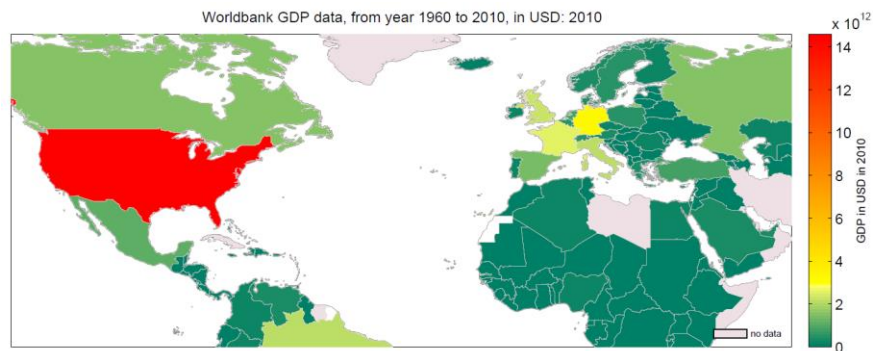 Worldbank GDP data, from year 1960 to 2010, in USD: 2010
x 10¹²
14
12
10
8
6
4
2
0
GDP in USD in 2010
no data